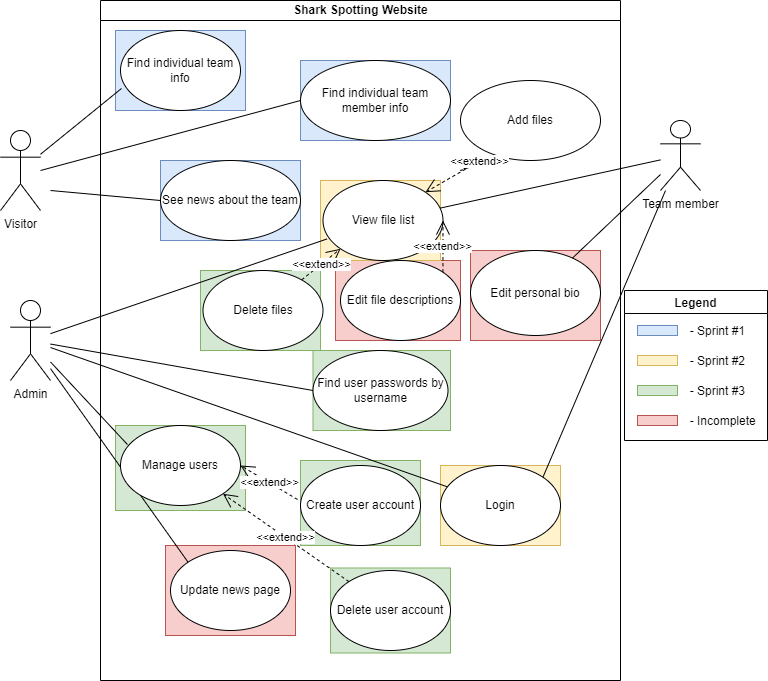 Shark Spotting Website
Find individual team
info
Find individual team
member info
Add files
<<extend>>
Visitor
See news about the team
View file list
Team member
<<extend>>
<<extend>>
Delete files
Edit file descriptions
Edit personal bio
Legend
- Sprint #1
- Sprint #2
- Sprint #3
- Incomplete
Admin
Find user passwords by
username
Manage users
<<extend>>
Create user account
Login
<<extend>>
Update news page
Delete user account